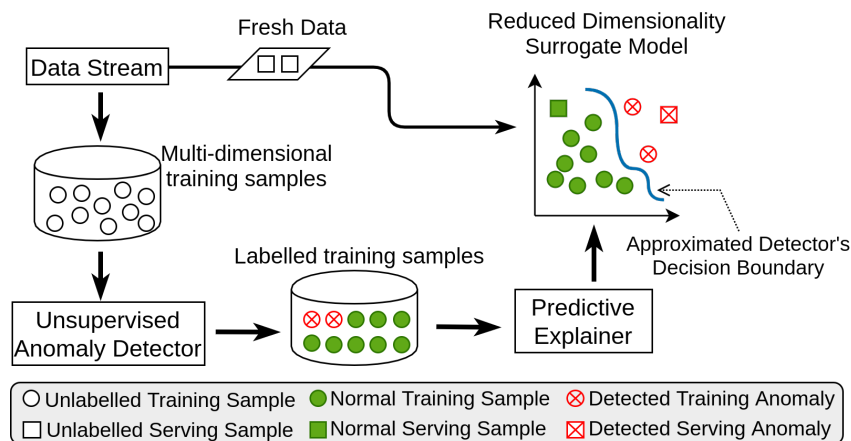 Fresh Data
Reduced Dimensionality
Surrogate Model
Data Stream
Multi-dimensional
training samples
Approximated Detector's
Decision Boundary
Labelled training samples
Unsupervised
Anomaly Detector
Predictive
Explainer
Unlabelled Training Sample
Normal Training Sample
Detected Training Anomaly
Unlabelled Serving Sample
Normal Serving Sample
Detected Serving Anomaly